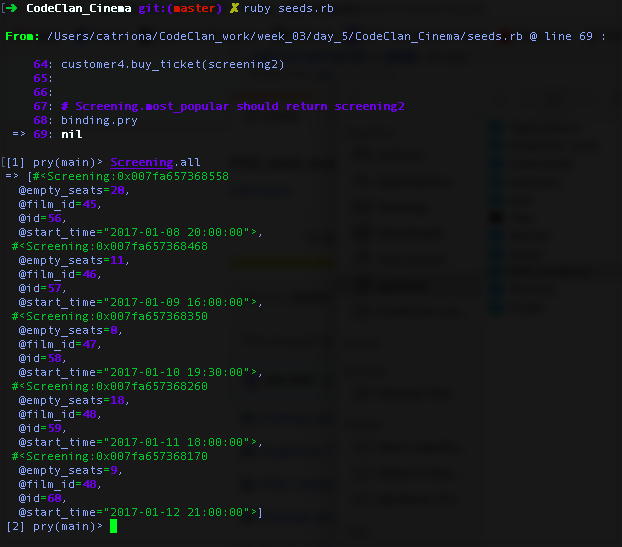 [➜ CodeClan_Cinema git:(master) ✗ ruby seeds.rb
From: /Users/catriona/CodeClan_work/week_03/day_5/CodeClan_Cinema/seeds.rb @ line 69 :
64: customer4.buy_ticket(screening2)
65:
66:
67: # Screening.most_popular should return screening2
68: binding.pry
=> 69: nil
[[1] pry(main)> Screening.all
=> [#<Screening:0x007fa657368558
@empty_seats=20,
@film_id=45,
@id=56,
@start_time="2017-01-08 20:00:00">,
#<Screening:0x007fa657368468
@empty_seats=11,
@film_id=46,
@id=57,
@start_time="2017-01-09 16:00:00">,
#<Screening:0x007fa657368350
@empty_seats=0,
@film_id=47,
@id=58,
@start_time="2017-01-10 19:30:00">,
#<Screening:0x007fa657368260
@empty_seats=10,
@film_id=48,
@id=59,
@start_time="2017-01-11 18:00:00">,
#<Screening:0x007fa657368170
@empty_seats=9,
@film_id=48,
@id=60,
@start_time="2017-01-12 21:00:00">]
[2] pry(main)>